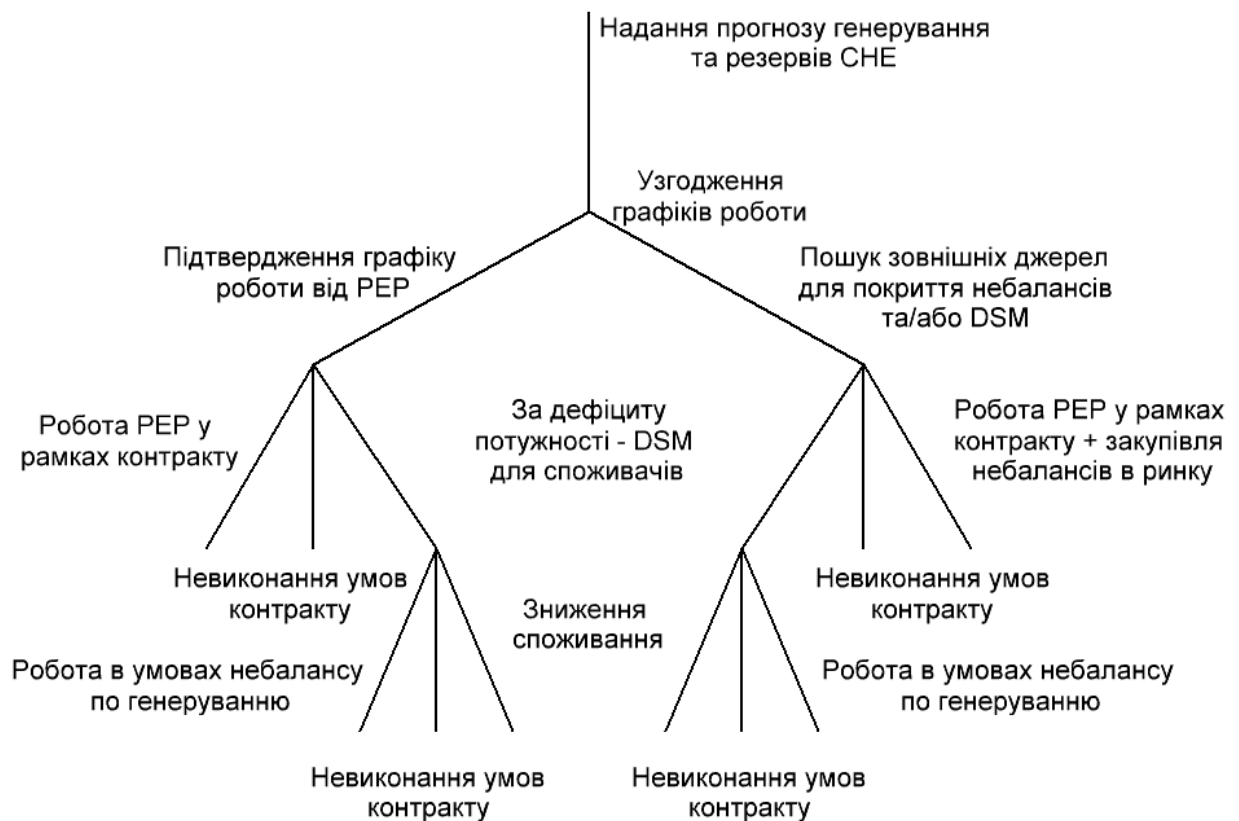 Надання прогнозу генерування
та резервів СНЕ
Узгодження
графіків роботи
Підтвердження графіку
роботи від РЕР
Пошук зовнішніх джерел
для покриття небалансів
та/або DSM
Робота РЕР у
рамках контракту
За дефіциту
потужності - DSM
для споживачів
Робота РЕР у рамках
контракту + закупівля
небалансів в ринку
Невиконання умов
контракту
Зниження
споживання
Невиконання умов
контракту
Робота в умовах небалансу
по генеруванню
Робота в умовах небалансу
по генеруванню
Невиконання умов
контракту
Невиконання умов
контракту